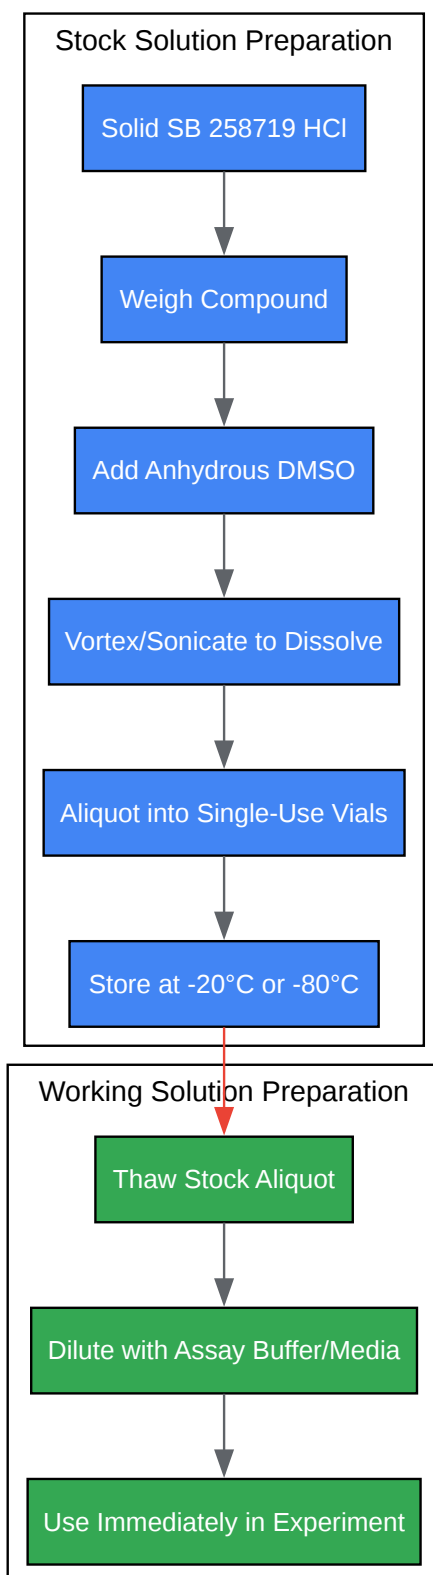 Stock Solution Preparation
Solid SB 258719 HCl
Weigh Compound
Add Anhydrous DMSO
Vortex/Sonicate to Dissolve
Aliquot into Single-Use Vials
Store at -20°C or -80°C
Working Solution Preparation
Thaw Stock Aliquot
Dilute with Assay Buffer/Media
Use Immediately in Experiment